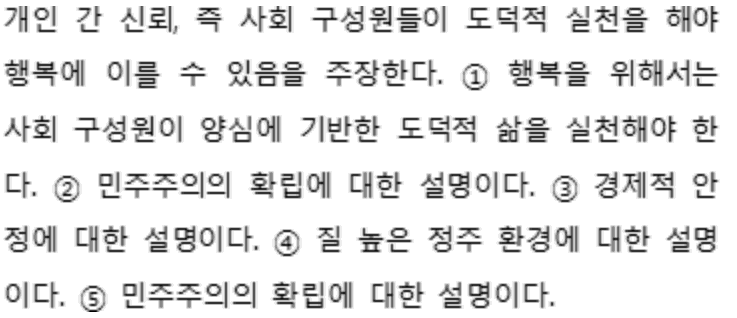 개인 간 신뢰, 즉 사회 구성원들이 도덕적 실천을 해야
행복에 이를 수 있음을 주장한다. ① 행복을 위해서는
사회 구성원이 양심에 기반한 도덕적 삶을 실천해야 한
다. ② 민주주의의 확립에 대한 설명이다. ③ 경제적 안
정에 대한 설명이다. ④ 질 높은 정주 환경에 대한 설명
이다. ⑤ 민주주의의 확립에 대한 설명이다.